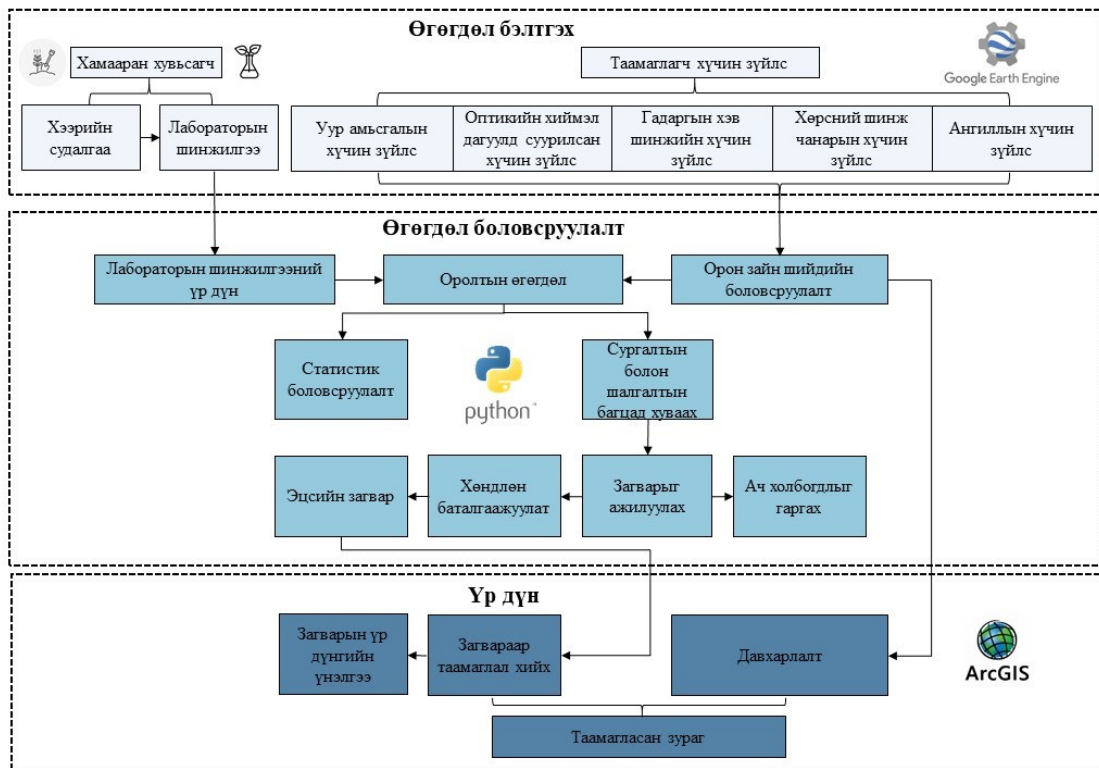 Өгөгдөл бэлтгэх
Хамааран хувьсагч
Таамаглагч хүчин зүйлс
Google Earth Engine
Хээрийн
судалгаа
Лабораторын
шинжилгээ
Уур амьсгалын
хүчин зүйлс
Оптикийн хиймэл
дагуулд суурилсан
хүчин зүйлс
Гадаргын хэв
шинжийн хүчин
зүйлс
Хөрсний шинж
чанарын хүчин
зүйлс
Ангиллын хүчин
зүйлс
Өгөгдөл боловсруулалт
Лабораторын шинжилгээний
үр дүн
Оролтын өгөгдөл
Орон зайн шийдийн
боловсруулалт
Статистик
боловсруулалт
python™
Сургалтын
болон
шалгалтын
багцад хуваах
Эцсийн загвар
Хөндлөн
баталгаажуулат
Загварыг
ажилуулах
Ач холбогдлыг
гаргах
Үр дүн
Загварын үр
дүнгийн
үнэлгээ
Загвараар
таамаглал хийх
Давхарлалт
ArcGIS
Таамагласан зураг